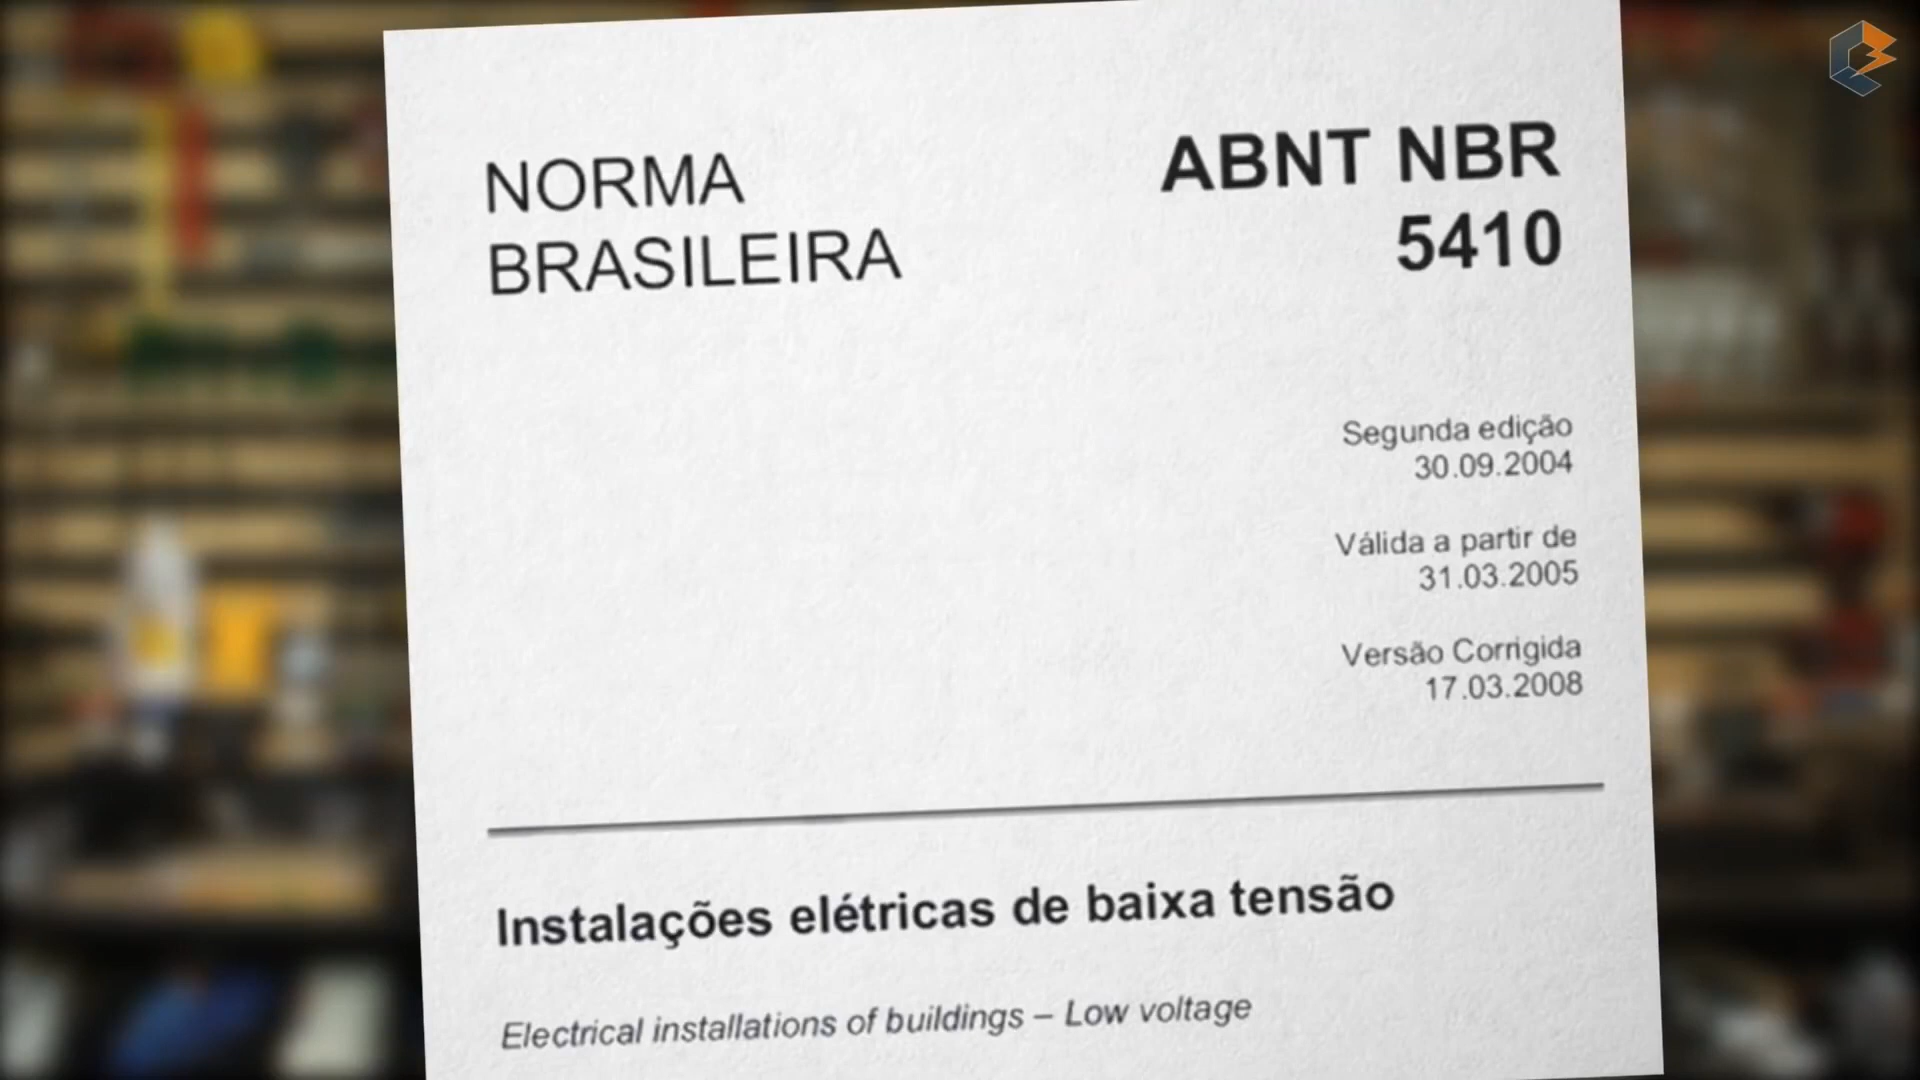 NORMA
BRASILEIRA
ABNT NBR
5410
Segunda edição
30.09.2004
Válida a partir de
31.03.2005
Versão Corrigida
17.03.2008
Instalações elétricas de baixa tensão
Electrical installations of buildings – Low voltage